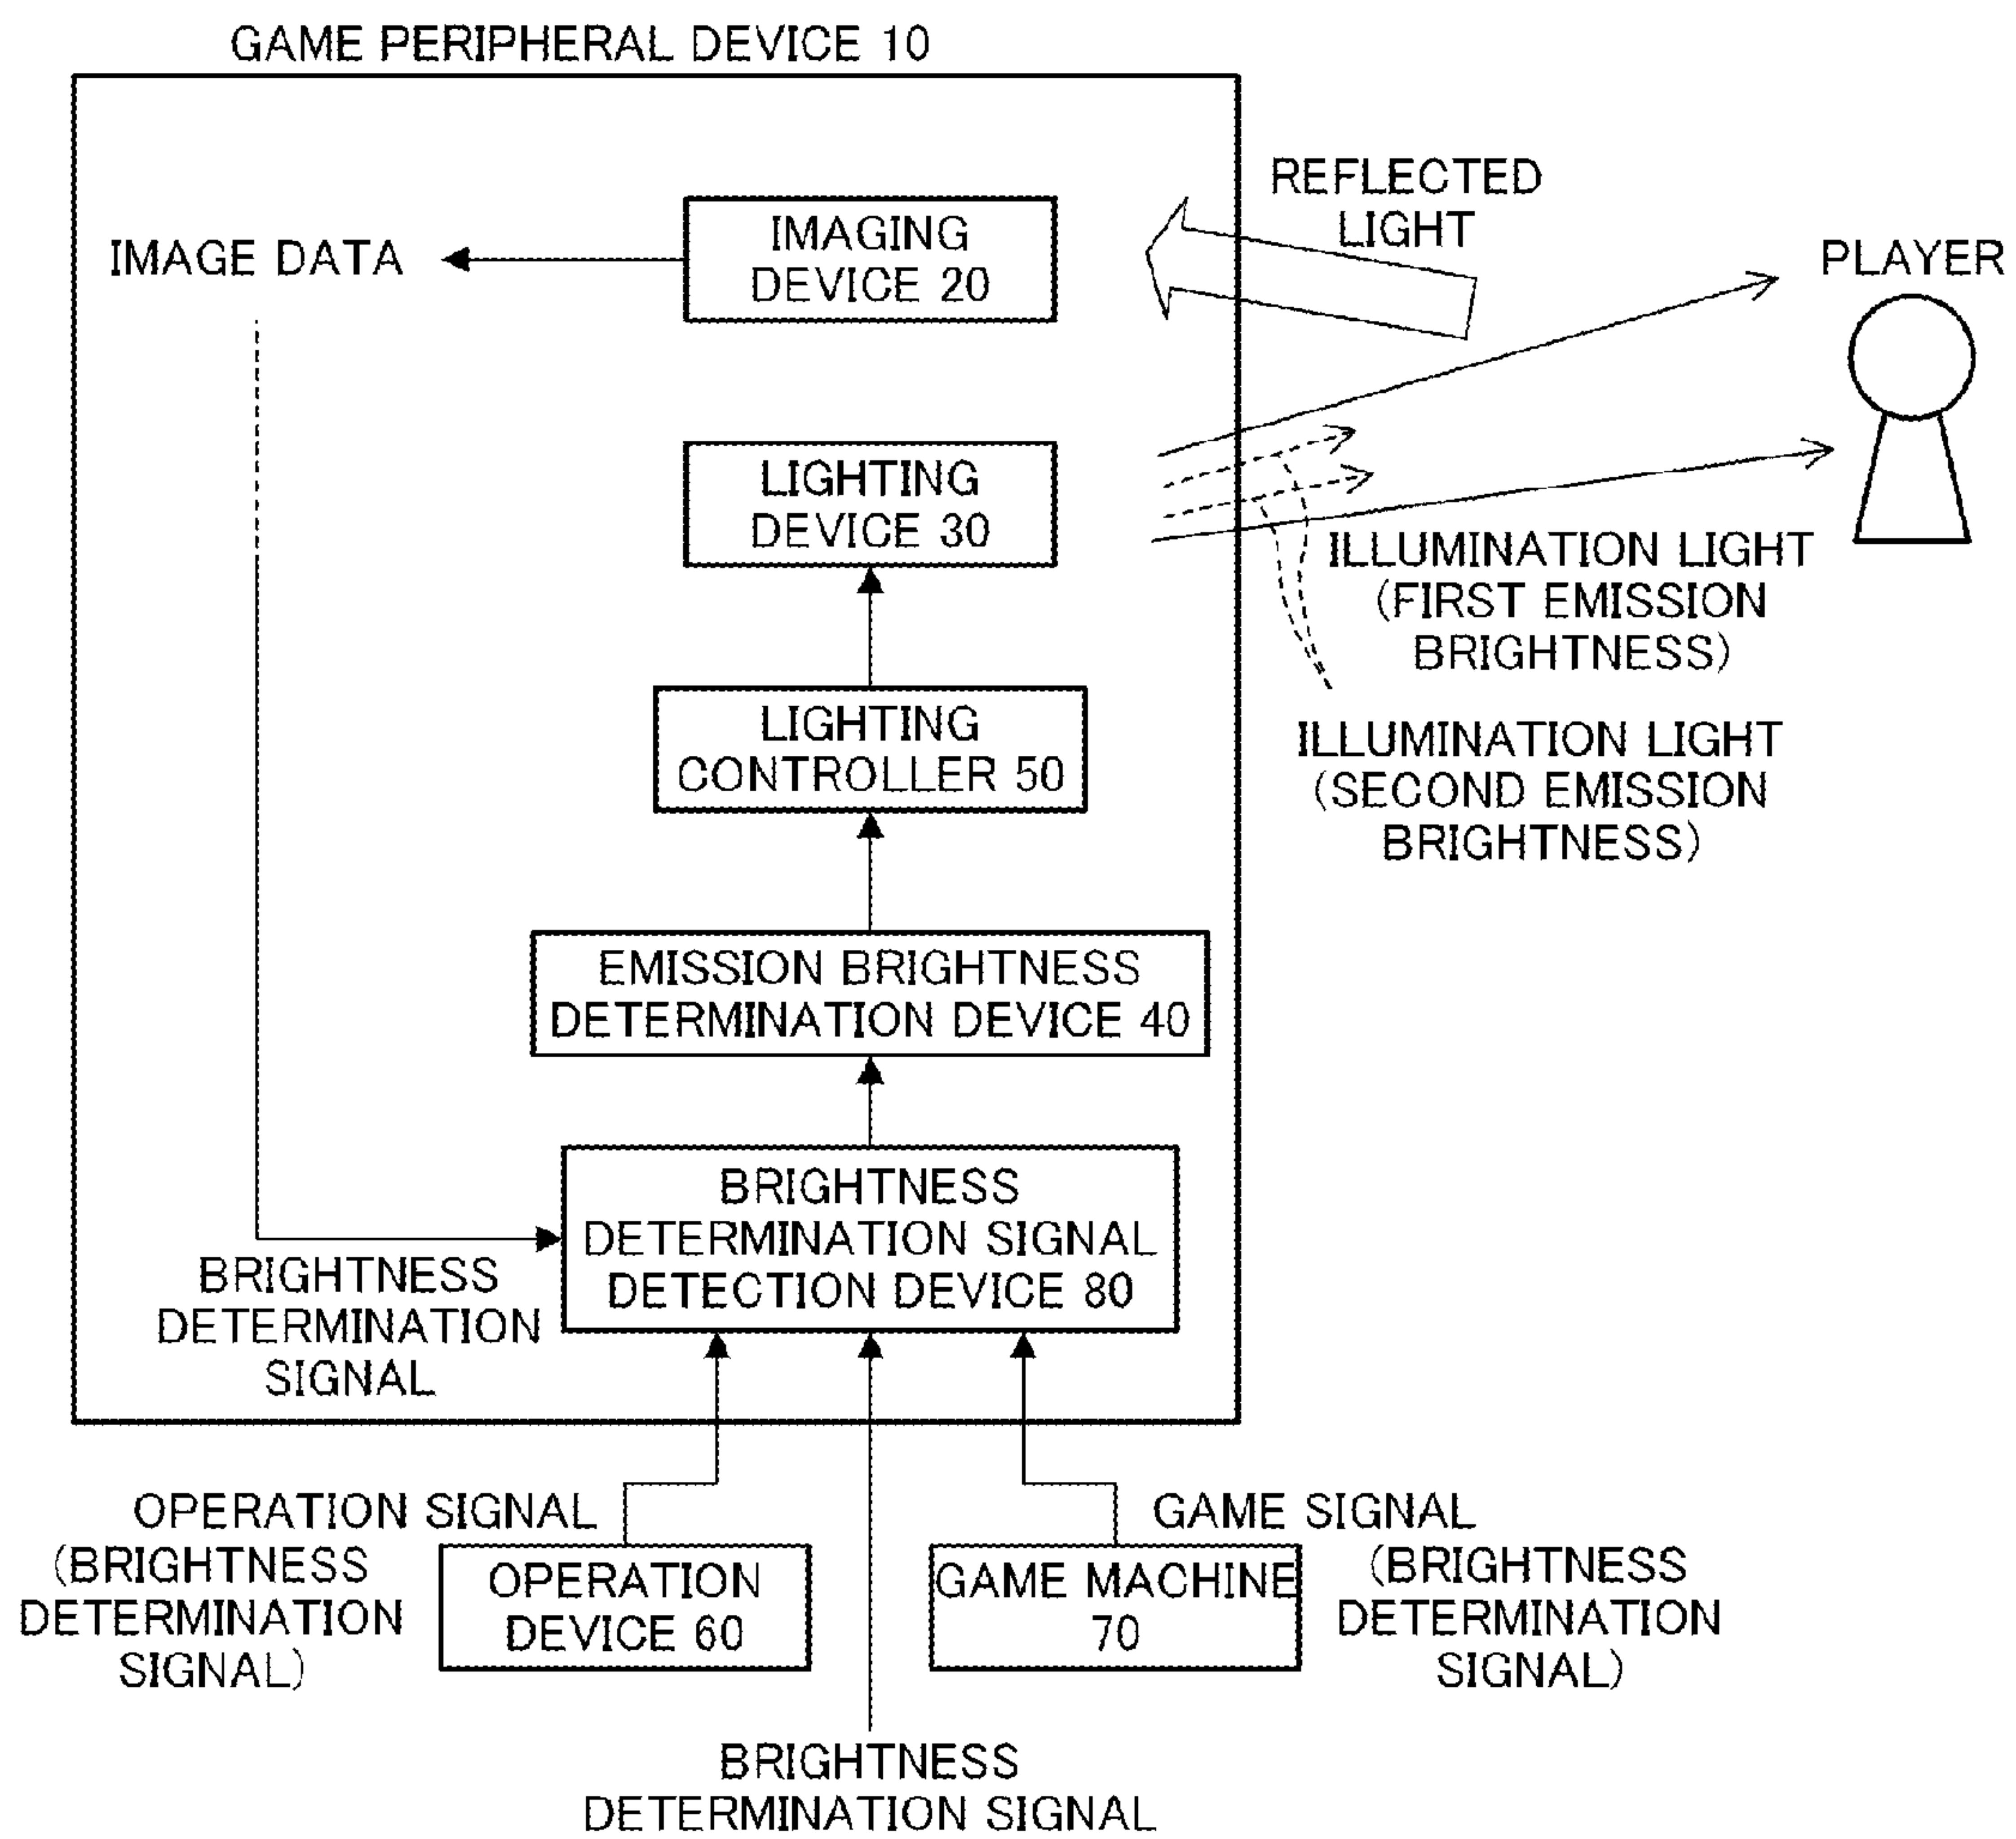 GAME PERIPHERAL DEVICE 10
REFLECTED
LIGHT
PLAYER
IMAGE DATA
IMAGING
DEVICE 20
LIGHTING
DEVICE 30
ILLUMINATION LIGHT
(FIRST EMISSION
BRIGHTNESS)
LIGHTING
CONTROLLER 50
ILLUMINATION LIGHT
(SECOND EMISSION
BRIGHTNESS)
EMISSION BRIGHTNESS
DETERMINATION DEVICE 40
BRIGHTNESS
DETERMINATION SIGNAL
DETECTION DEVICE 80
BRIGHTNESS
DETERMINATION
SIGNAL
OPERATION SIGNAL
(BRIGHTNESS
DETERMINATION
SIGNAL)
OPERATION
DEVICE 60
GAME MACHINE
70
GAME SIGNAL
(BRIGHTNESS
DETERMINATION
SIGNAL)
BRIGHTNESS
DETERMINATION SIGNAL